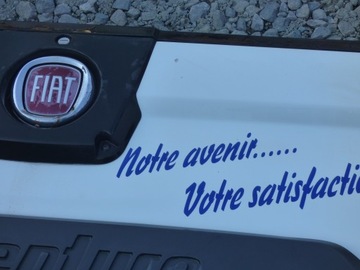 FIAT
Notre avenir......
Votre satisfactio